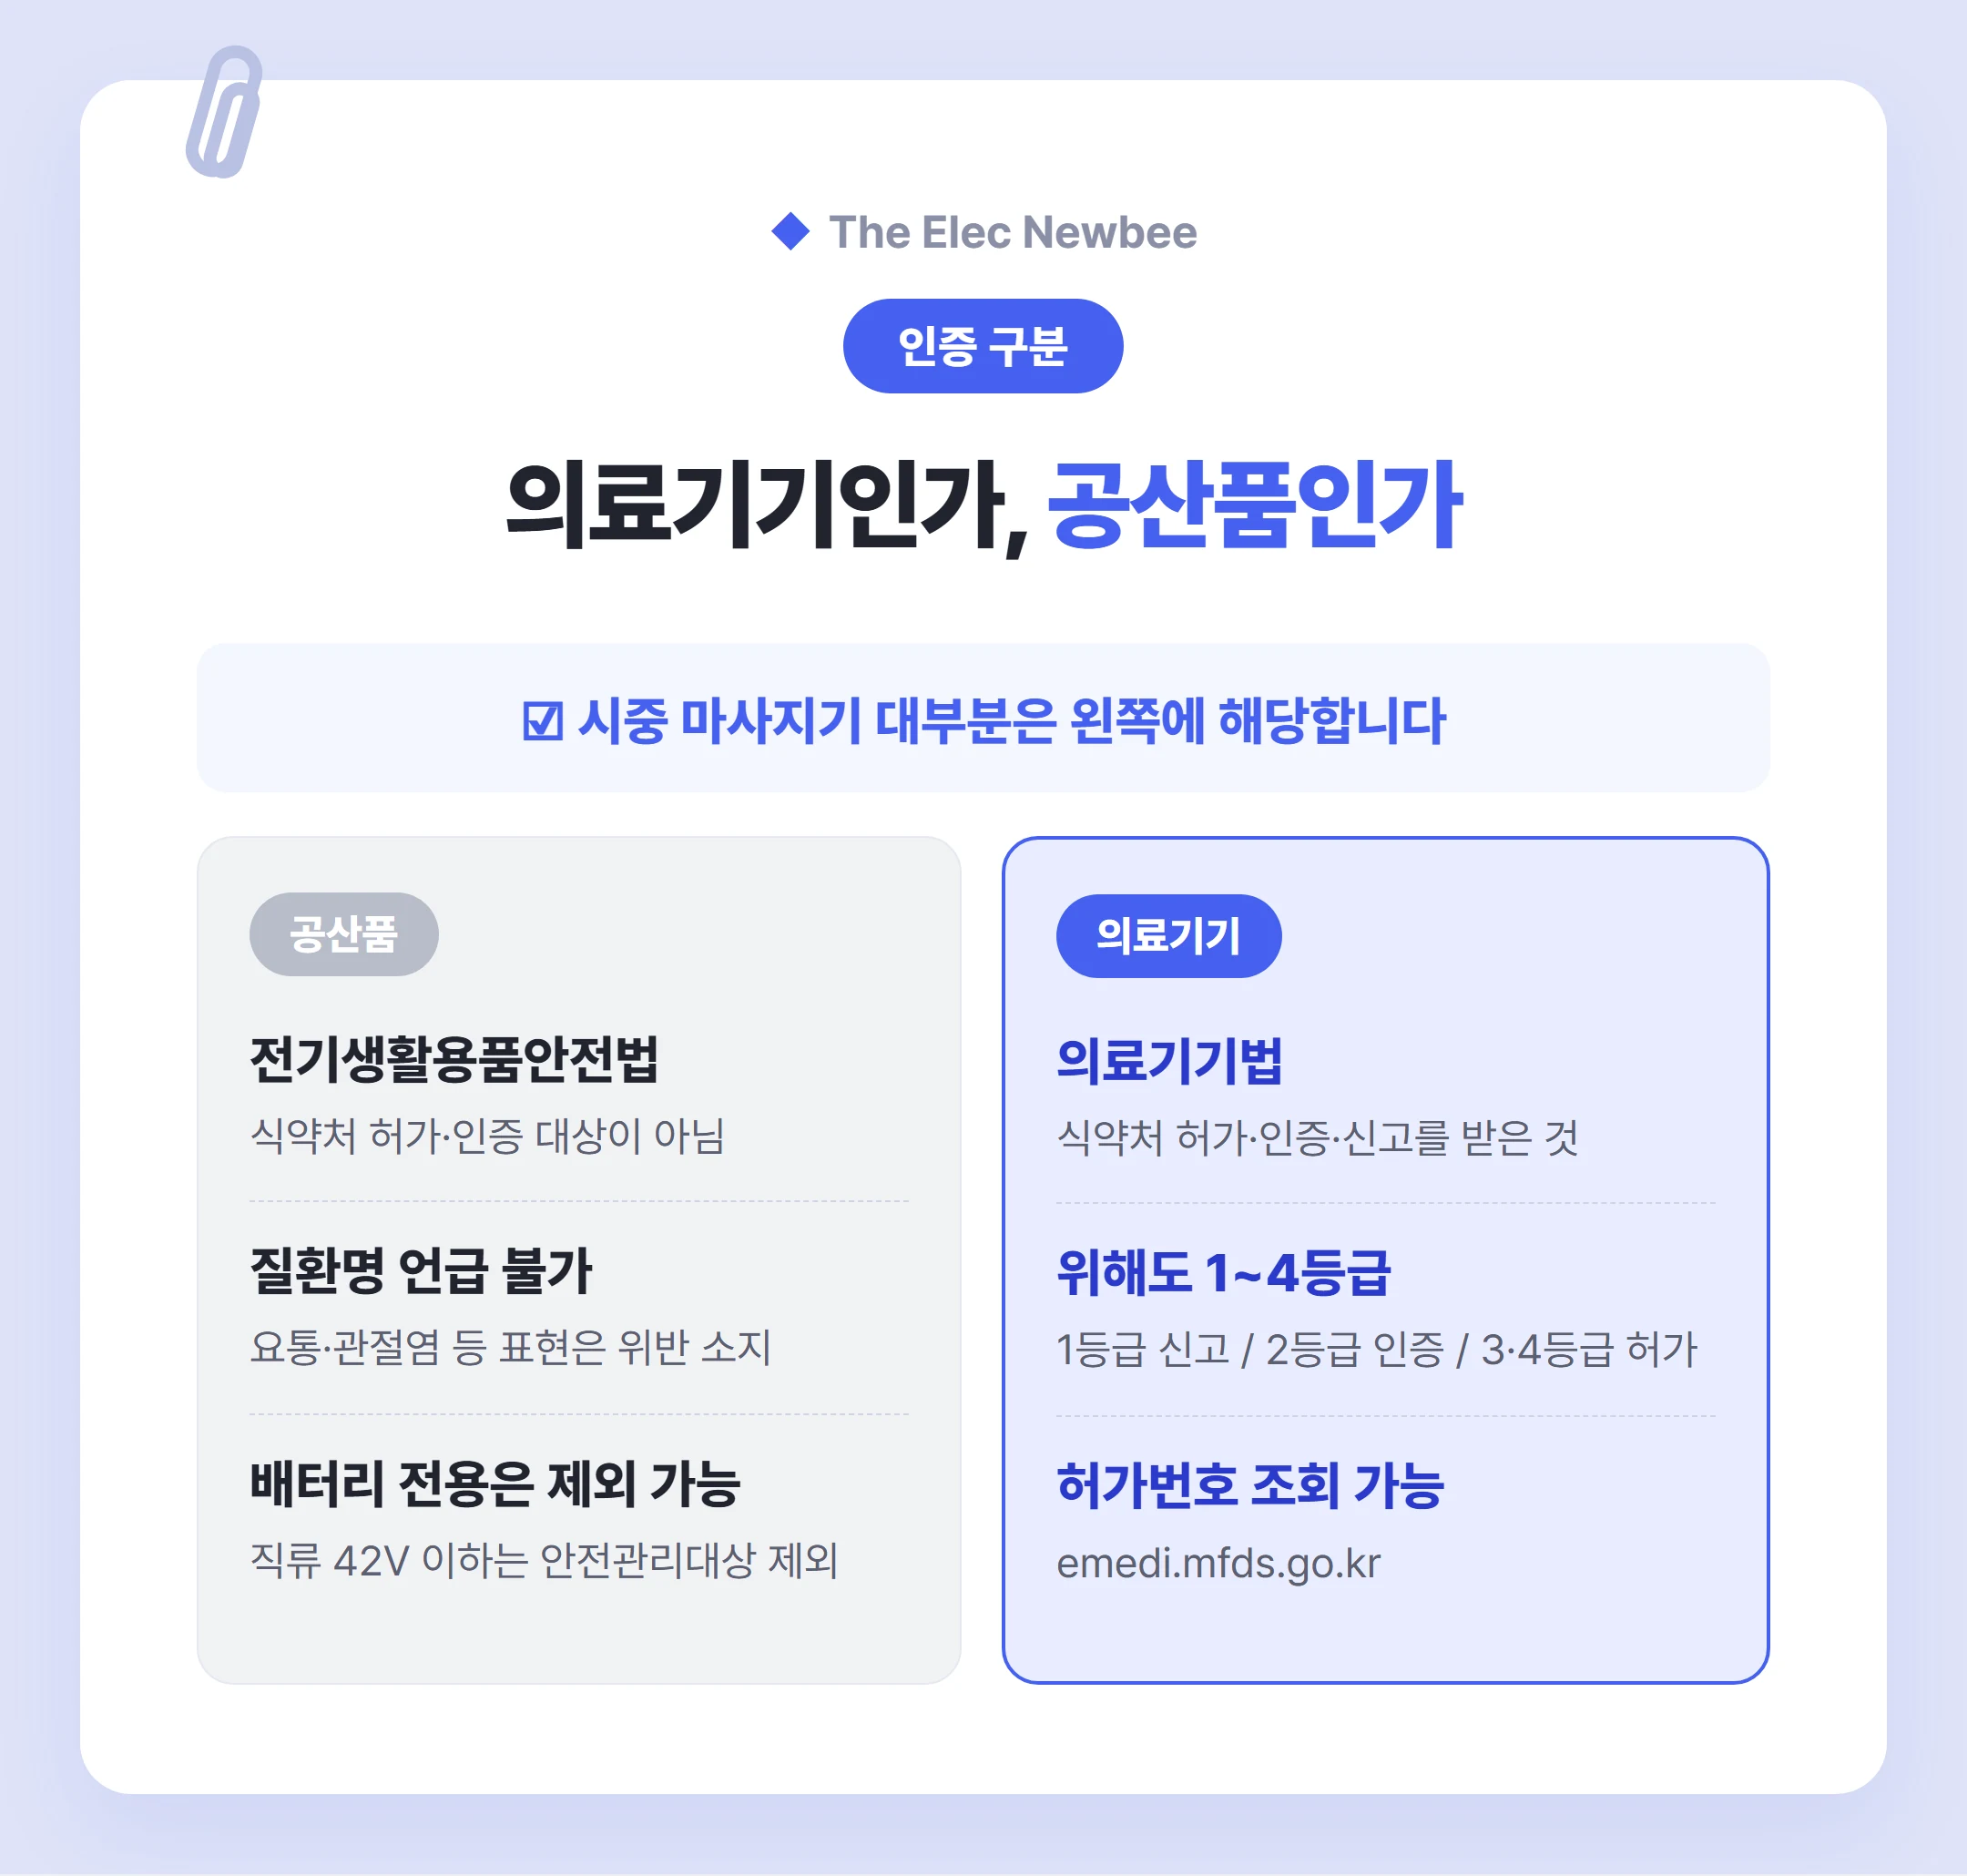 The Elec Newbee
인증 구분
의료기기인가, 공산품인가
☑ 시중 마사지기 대부분은 왼쪽에 해당합니다
공산품
전기생활용품안전법
식약처 허가·인증 대상이 아님
질환명 언급 불가
요통·관절염 등 표현은 위반 소지
배터리 전용은 제외 가능
직류 42V 이하는 안전관리대상 제외
의료기기
의료기기법
식약처 허가·인증·신고를 받은 것
위해도 1~4등급
1등급 신고 / 2등급 인증 / 3·4등급 허가
허가번호 조회 가능
emedi.mfds.go.kr